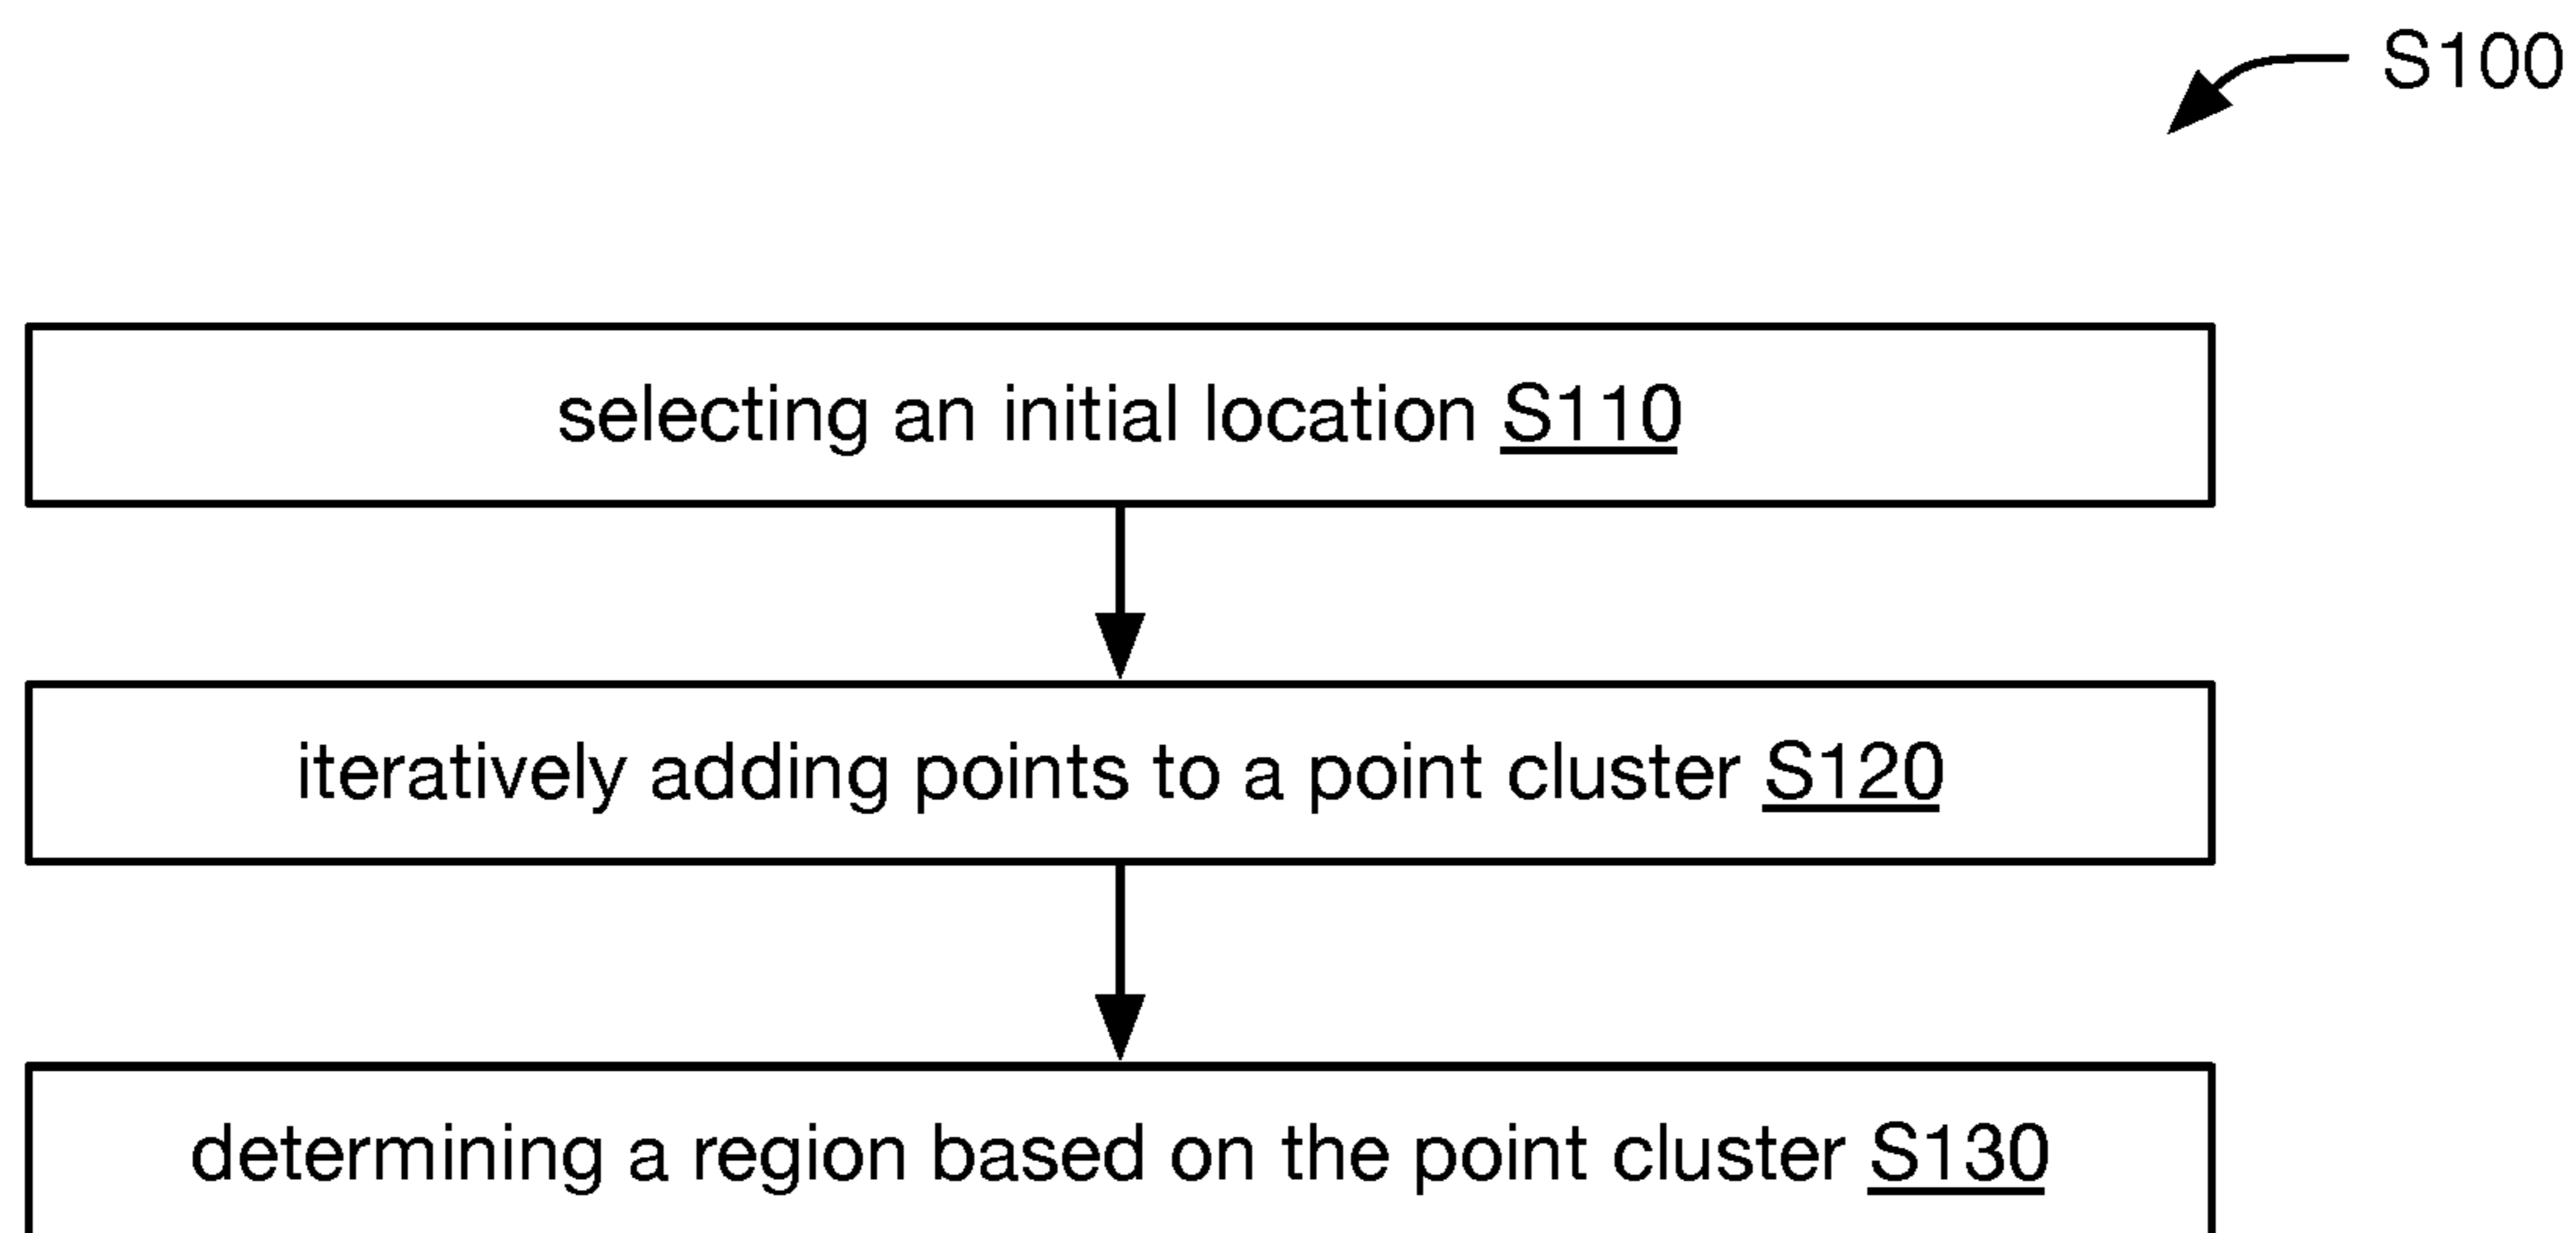 S100
selecting an initial location S110
iteratively adding points to a point cluster S120
determining a region based on the point cluster S130